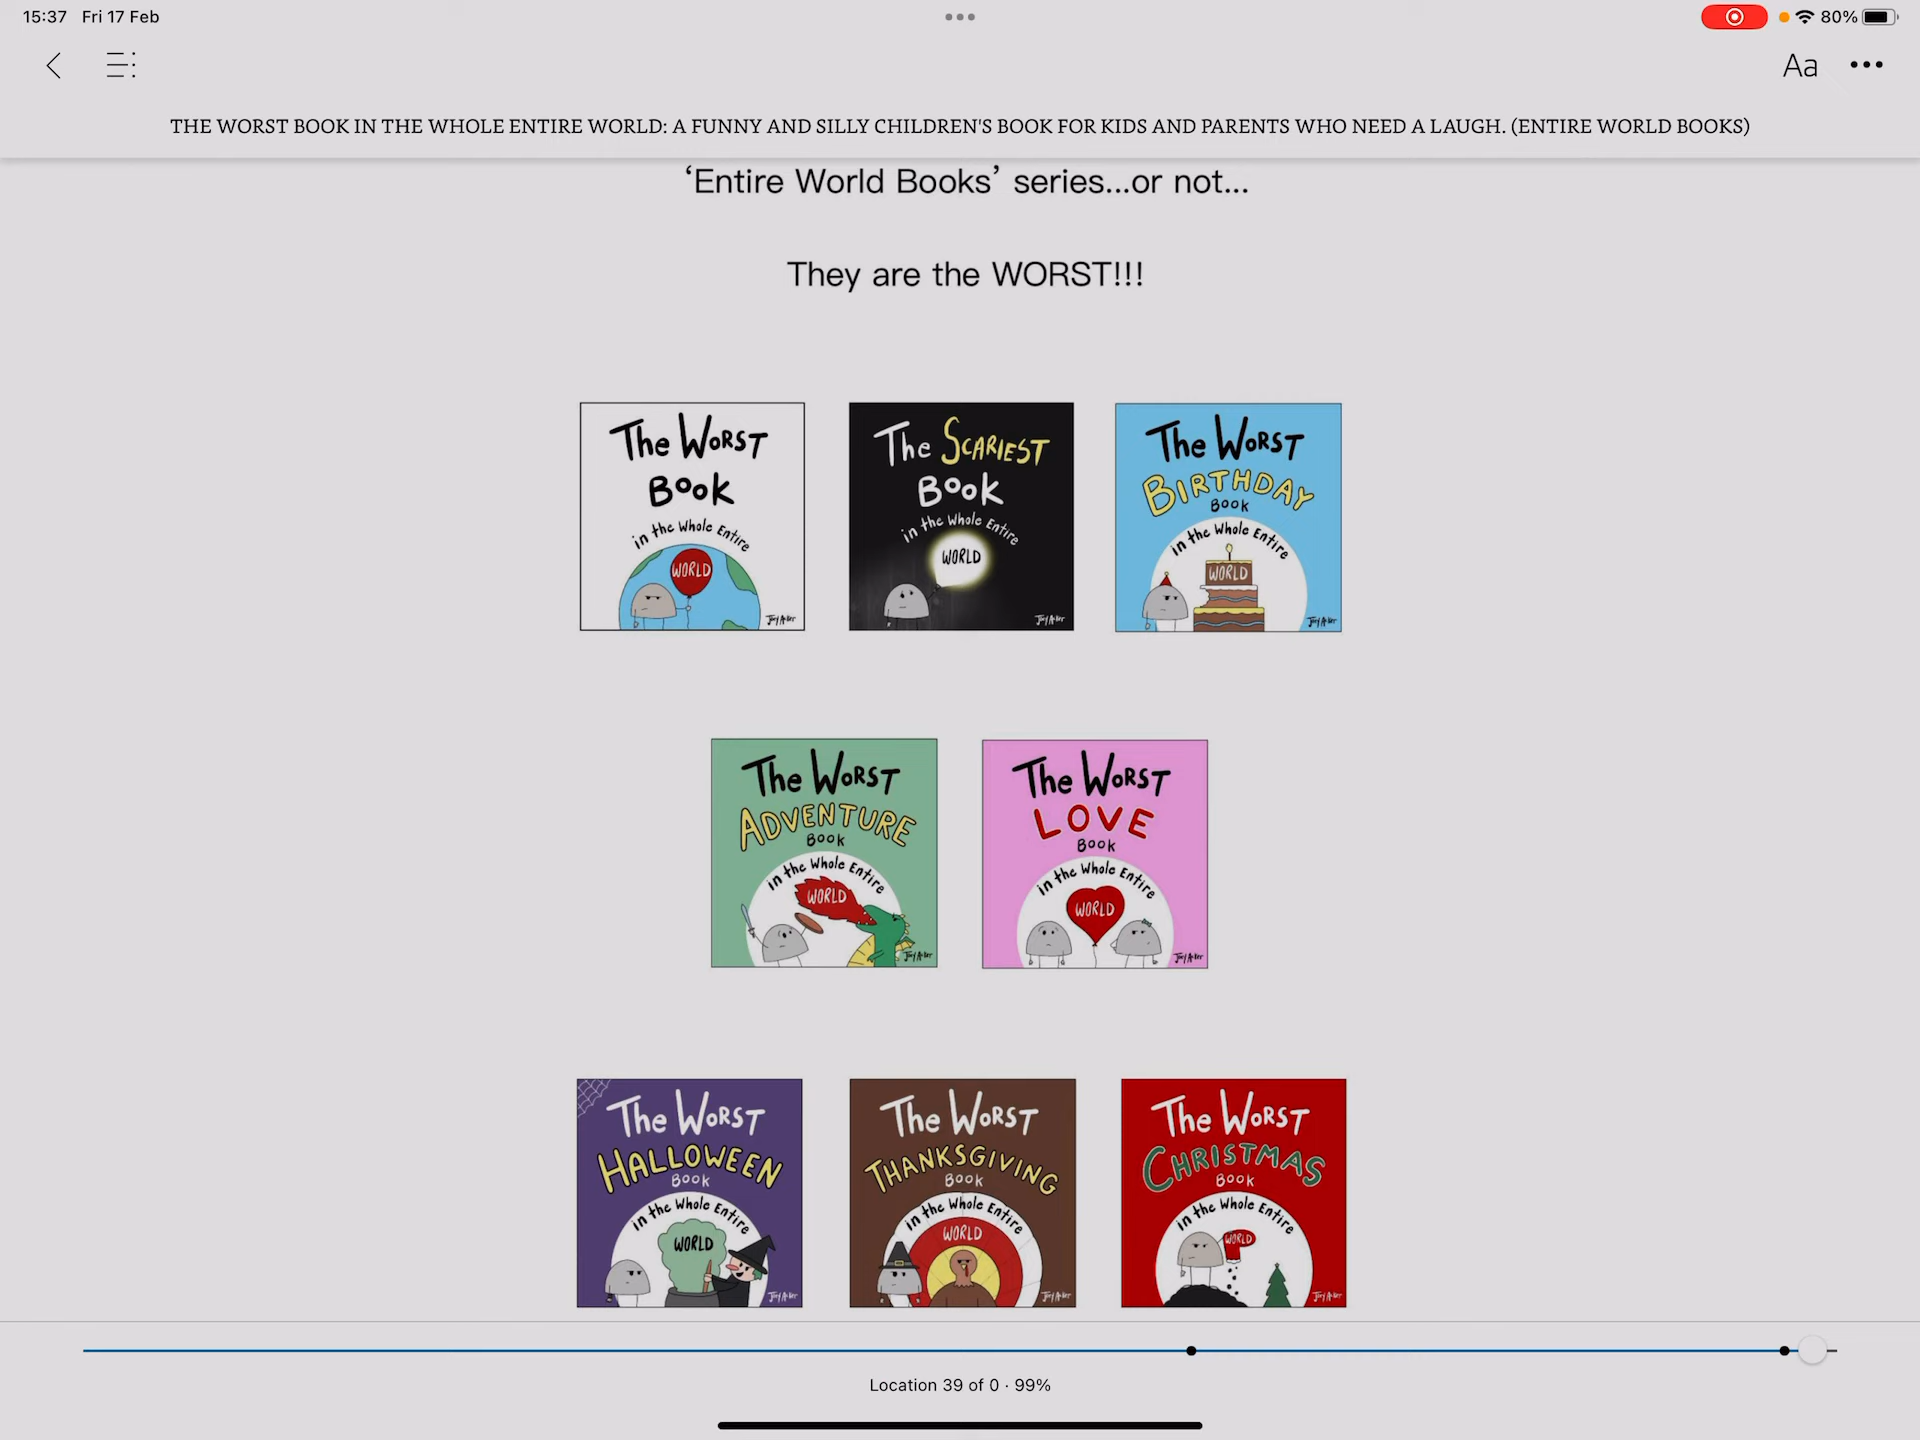 15:37 Fri 17 Feb
80%
Aa
THE WORST BOOK IN THE WHOLE ENTIRE WORLD: A FUNNY AND SILLY CHILDREN'S BOOK FOR KIDS AND PARENTS WHO NEED A LAUGH. (ENTIRE WORLD BOOKS)
‘Entire World Books’ series...or not...
They are the WORST!!!
The WORST
BOOK
in the Whole Entire
WORLD
The SCARIEST
BOOK
in the Whole Entire
WORLD
The WORST
BIRTHDAY
BOOK
in the Whole Entire
WORLD
The WORST
ADVENTURE
BOOK
in the Whole Entire
WORLD
The WORST
LOVE
BOOK
in the Whole Entire
WORLD
The WORST
HALLOWEEN
BOOK
in the Whole Entire
WORLD
The WORST
THANKSGIVING
BOOK
in the Whole Entire
WORLD
The WORST
CHRISTMAS
BOOK
in the Whole Entire
WORLD
Location 39 of 0 · 99%